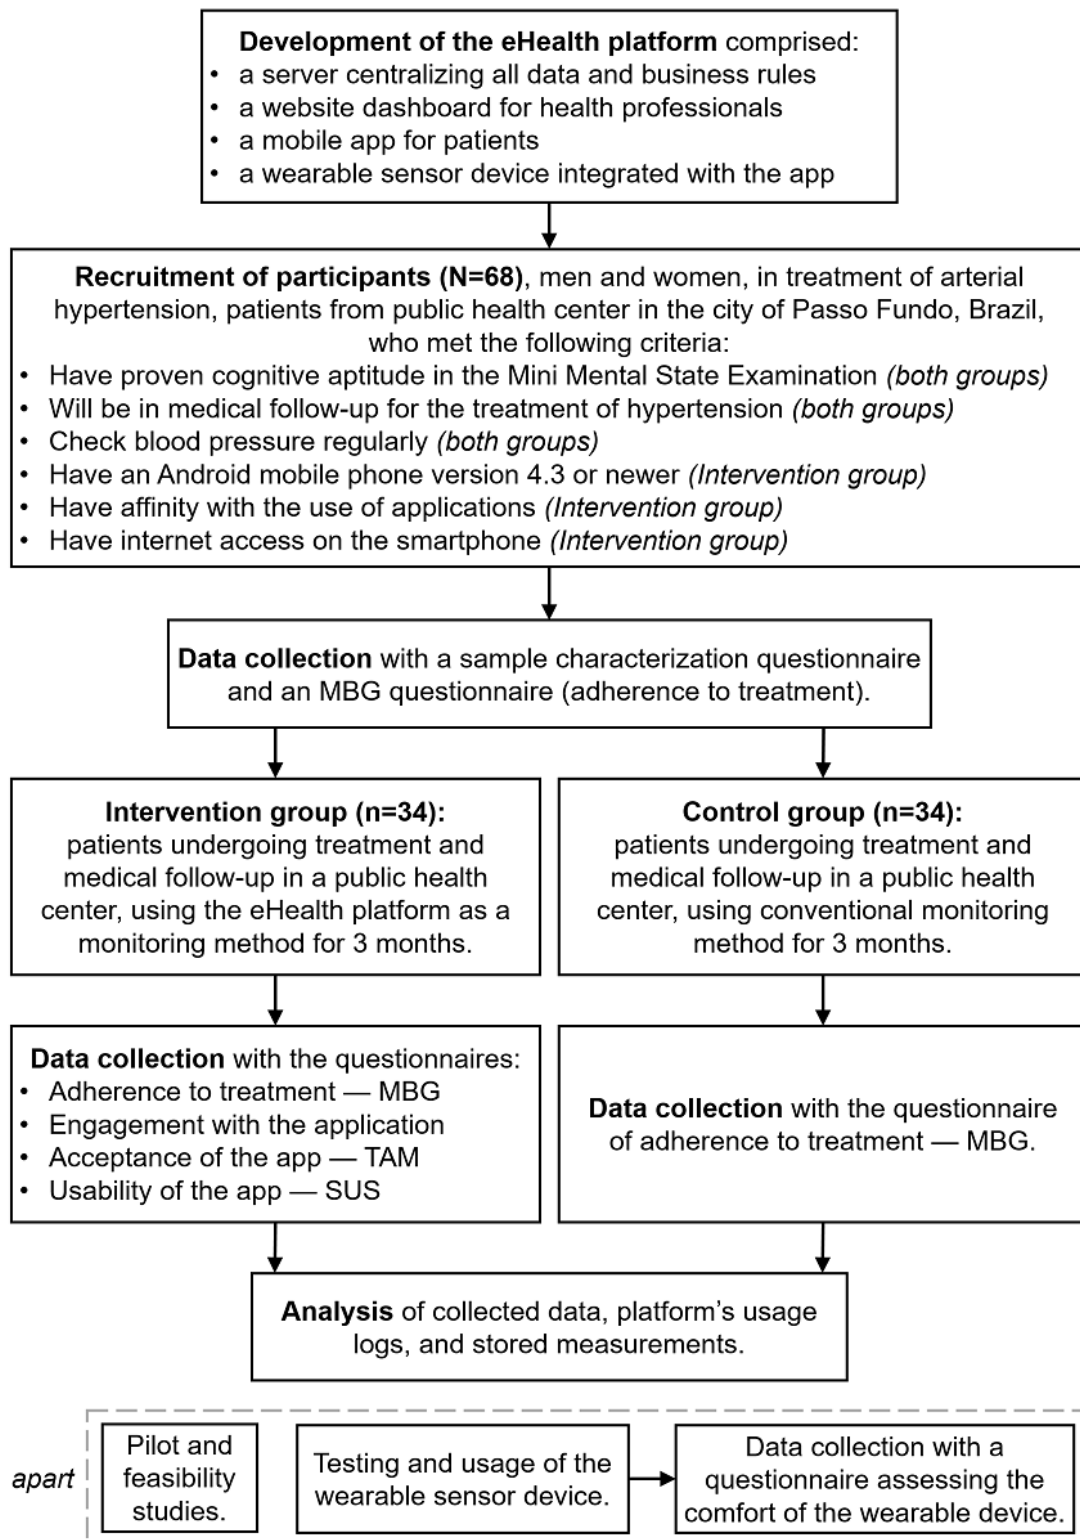 Development of the eHealth platform comprised:
• a server centralizing all data and business rules
• a website dashboard for health professionals
• a mobile app for patients
• a wearable sensor device integrated with the app
Recruitment of participants (N=68), men and women, in treatment of arterial
hypertension, patients from public health center in the city of Passo Fundo, Brazil,
who met the following criteria:
• Have proven cognitive aptitude in the Mini Mental State Examination (both groups)
• Will be in medical follow-up for the treatment of hypertension (both groups)
• Check blood pressure regularly (both groups)
• Have an Android mobile phone version 4.3 or newer (Intervention group)
• Have affinity with the use of applications (Intervention group)
• Have internet access on the smartphone (Intervention group)
Data collection with a sample characterization questionnaire
and an MBG questionnaire (adherence to treatment).
Intervention group (n=34):
patients undergoing treatment and
medical follow-up in a public health
center, using the eHealth platform as a
monitoring method for 3 months.
Control group (n=34):
patients undergoing treatment and
medical follow-up in a public health
center, using conventional monitoring
method for 3 months.
Data collection with the questionnaires:
• Adherence to treatment — MBG
• Engagement with the application
• Acceptance of the app — TAM
• Usability of the app — SUS
Data collection with the questionnaire
of adherence to treatment — MBG.
Analysis of collected data, platform's usage
logs, and stored measurements.
apart
Pilot and
feasibility
studies.
Testing and usage of the
wearable sensor device.
Data collection with a
questionnaire assessing the
comfort of the wearable device.